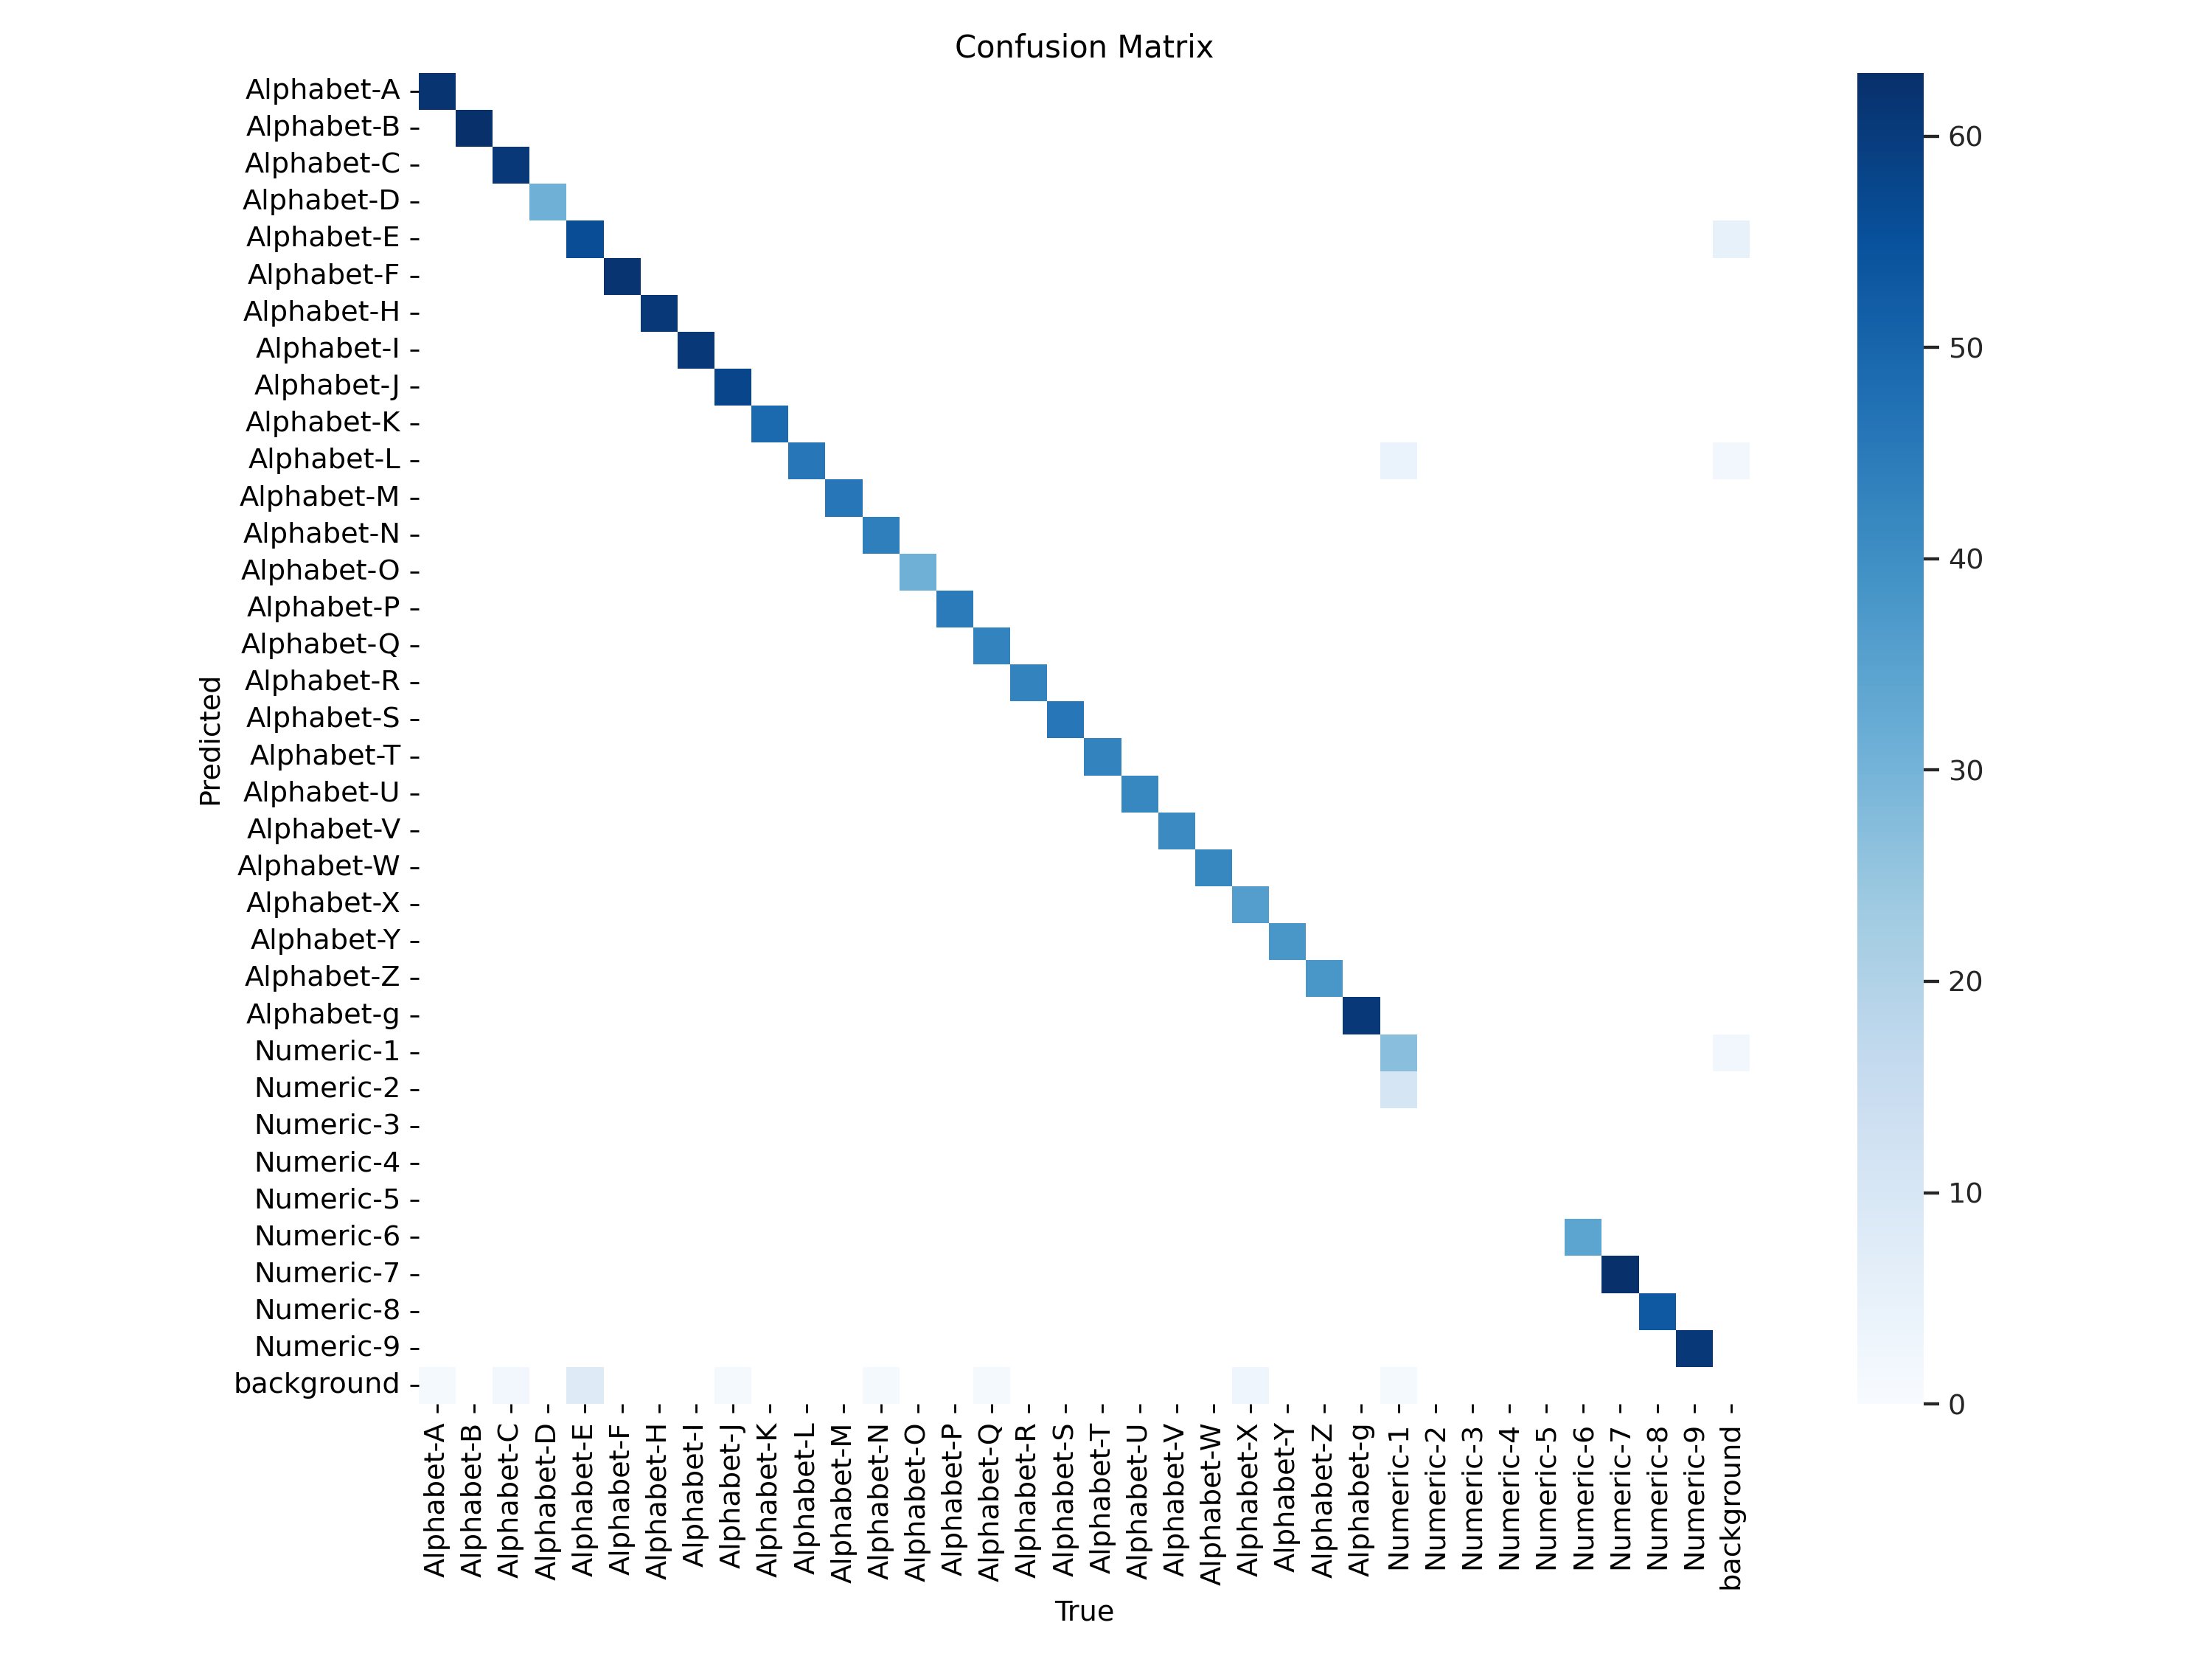 Confusion Matrix
Alphabet-A
Alphabet-B
Alphabet-C
Alphabet-D
Alphabet-E
Alphabet-F
Alphabet-H
Alphabet-I
Alphabet-J
Alphabet-K
Alphabet-L
Alphabet-M
Alphabet-N
Alphabet-O
Alphabet-P
Alphabet-Q
Alphabet-R
Alphabet-S
Alphabet-T
Alphabet-U
Alphabet-V
Alphabet-W
Alphabet-X
Alphabet-Y
Alphabet-Z
Alphabet-g
Numeric-1
Numeric-2
Numeric-3
Numeric-4
Numeric-5
Numeric-6
Numeric-7
Numeric-8
Numeric-9
background
Predicted
Alphabet-A
Alphabet-B
Alphabet-C
Alphabet-D
Alphabet-E
Alphabet-F
Alphabet-H
Alphabet-I
Alphabet-J
Alphabet-K
Alphabet-L
Alphabet-M
Alphabet-N
Alphabet-O
Alphabet-P
Alphabet-Q
Alphabet-R
Alphabet-S
Alphabet-T
Alphabet-U
Alphabet-V
Alphabet-W
Alphabet-X
Alphabet-Y
Alphabet-Z
Alphabet-g
Numeric-1
Numeric-2
Numeric-3
Numeric-4
Numeric-5
Numeric-6
Numeric-7
Numeric-8
Numeric-9
background
True
60
50
40
30
20
10
0